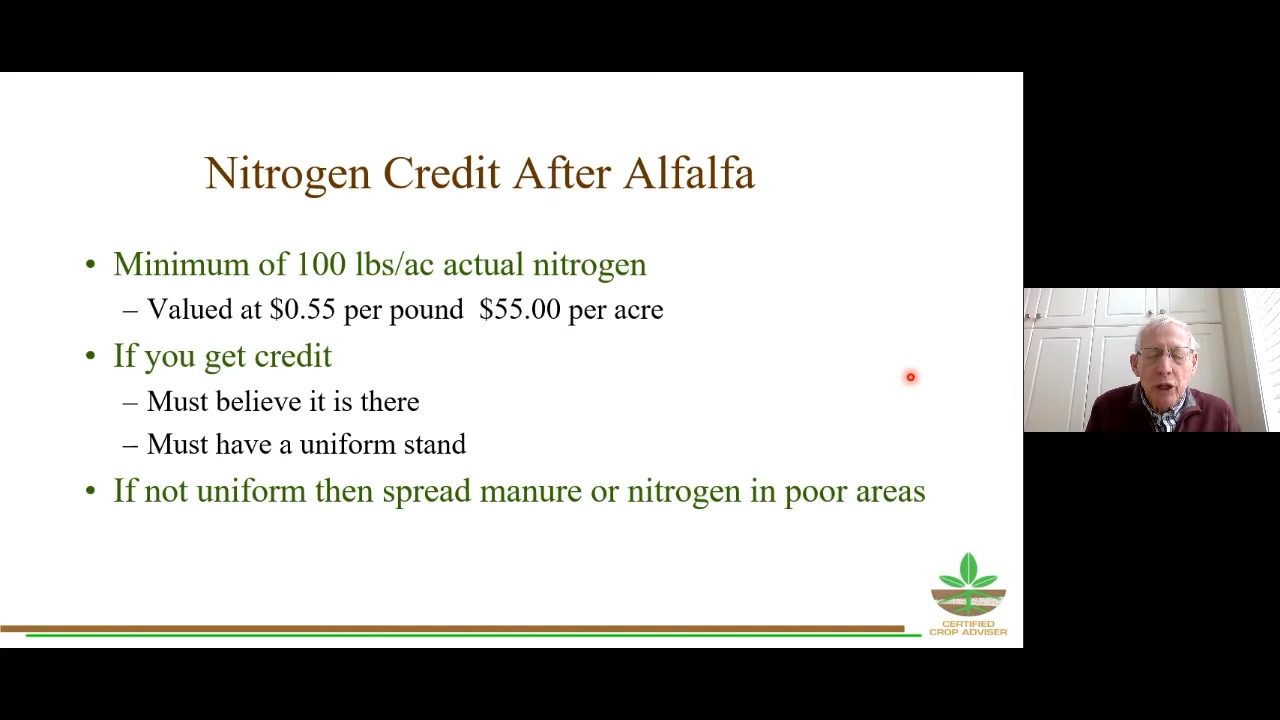 Nitrogen Credit After Alfalfa
• Minimum of 100 lbs/ac actual nitrogen
– Valued at $0.55 per pound $55.00 per acre
• If you get credit
– Must believe it is there
– Must have a uniform stand
• If not uniform then spread manure or nitrogen in poor areas
CERTIFIED
CROP ADVISER